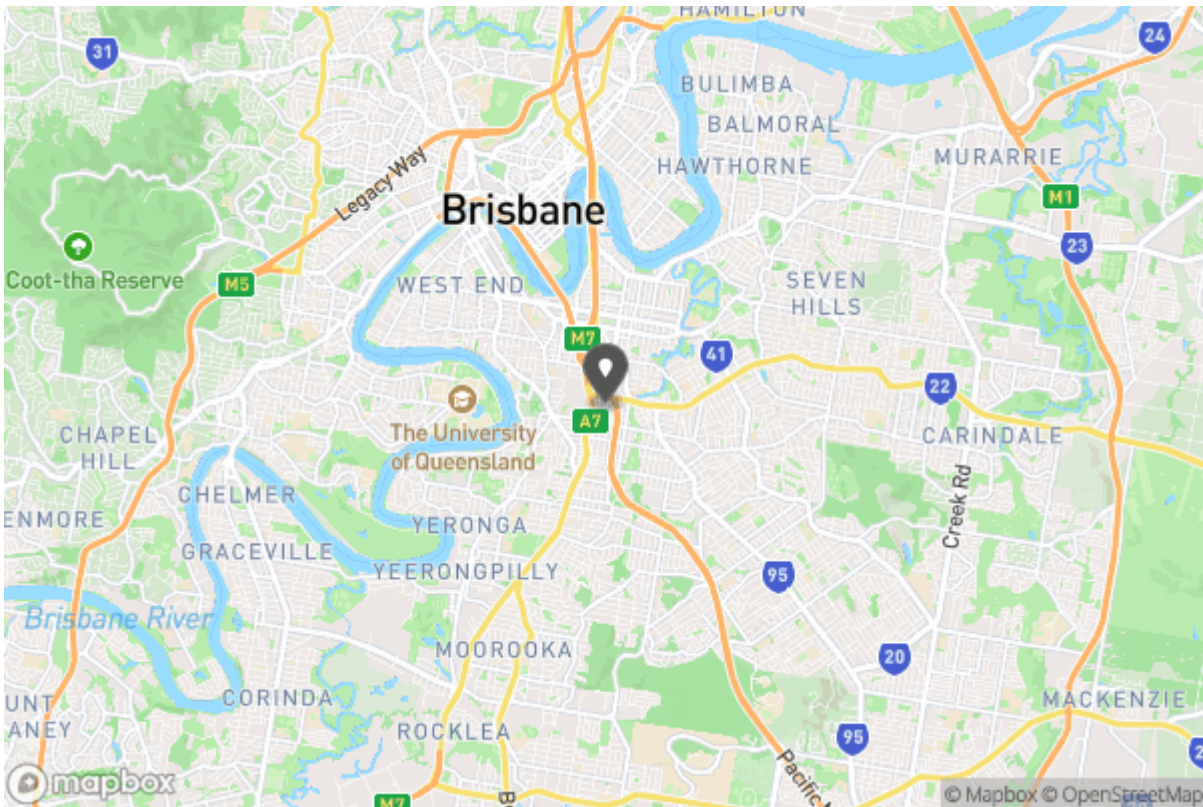 HAMILTON
31
24
BULIMBA
BALMORAL
HAWTHORNE
MURARRIE
Legacy Way
M1
Brisbane
23
Coot-tha Reserve
M5
WEST END
SEVEN
HILLS
M7
41
22
The University
of Queensland
A7
CHAPEL
HILL
CARINDALE
CHELMER
Creek Rd
ENMORE
YERONGA
GRACEVILLE
YEERONGPILLY
95
Brisbane River
MOOROOKA
20
CORINDA
MACKENZIE
UNT
ANEY
ROCKLEA
95
2
Pacific
mapbox
M7
B
© Mapbox © OpenStreetMap